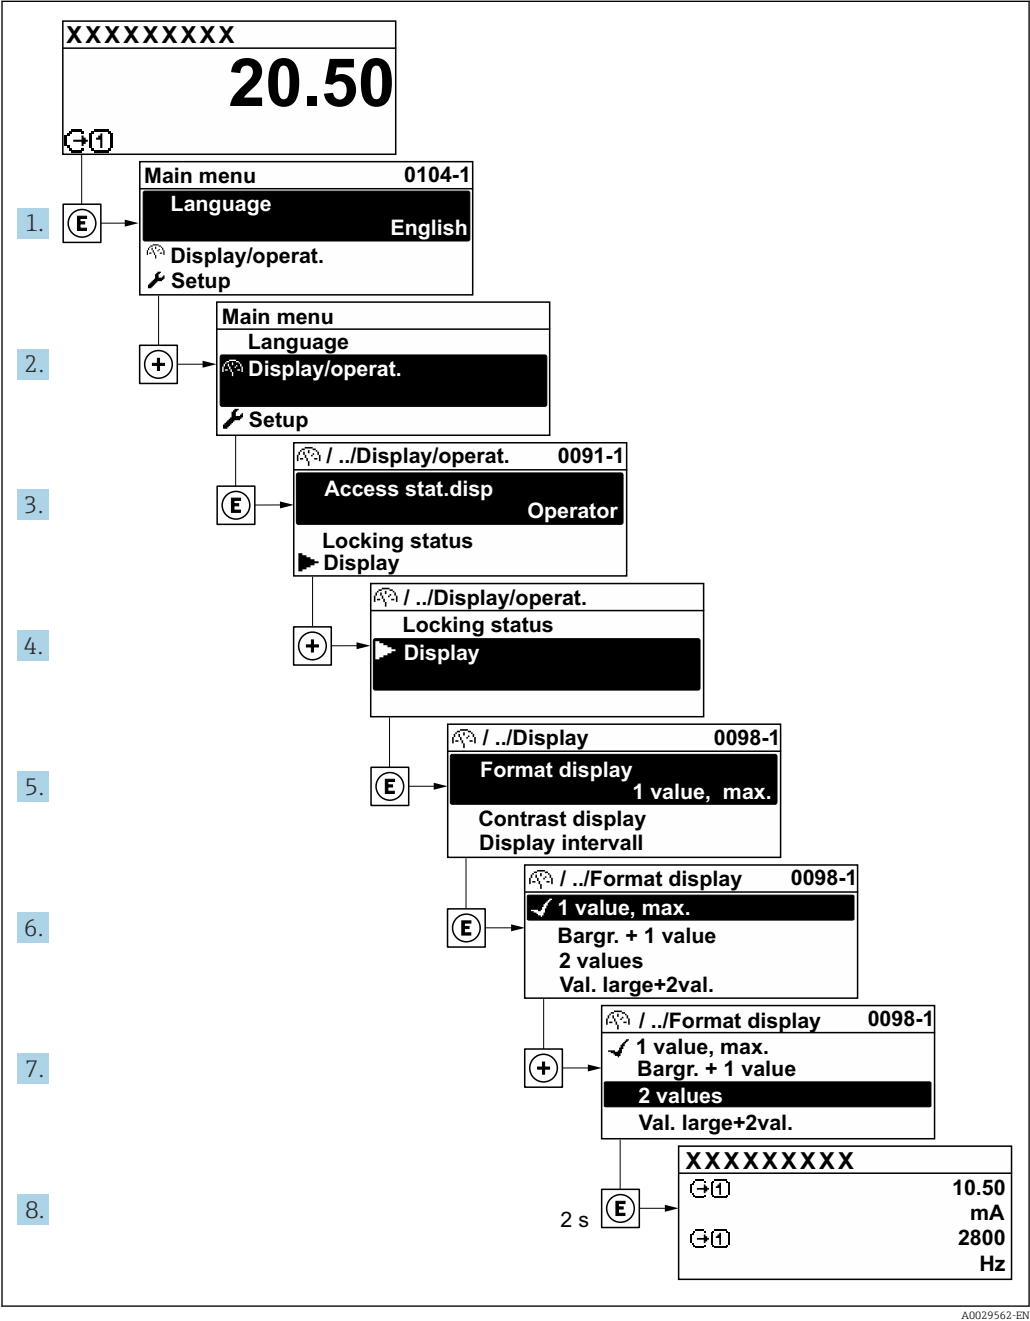 XXXXXXXXX
20.50
1
Main menu 0104-1
Language
English
Display/operat.
Setup
1. E
Main menu
Language
Display/operat.
Setup
2. +
/ ../Display/operat. 0091-1
Access stat.disp
Operator
Locking status
Display
3. E
/ ../Display/operat.
Locking status
Display
4. +
/ ../Display 0098-1
Format display
1 value, max.
Contrast display
Display intervall
5. E
/ ../Format display 0098-1
1 value, max.
Bargr. + 1 value
2 values
Val. large+2val.
6. E
/ ../Format display 0098-1
1 value, max.
Bargr. + 1 value
2 values
Val. large+2val.
7. +
XXXXXXXXX
1 10.50
mA
1 2800
Hz
8. 2 s E
A0029562-EN